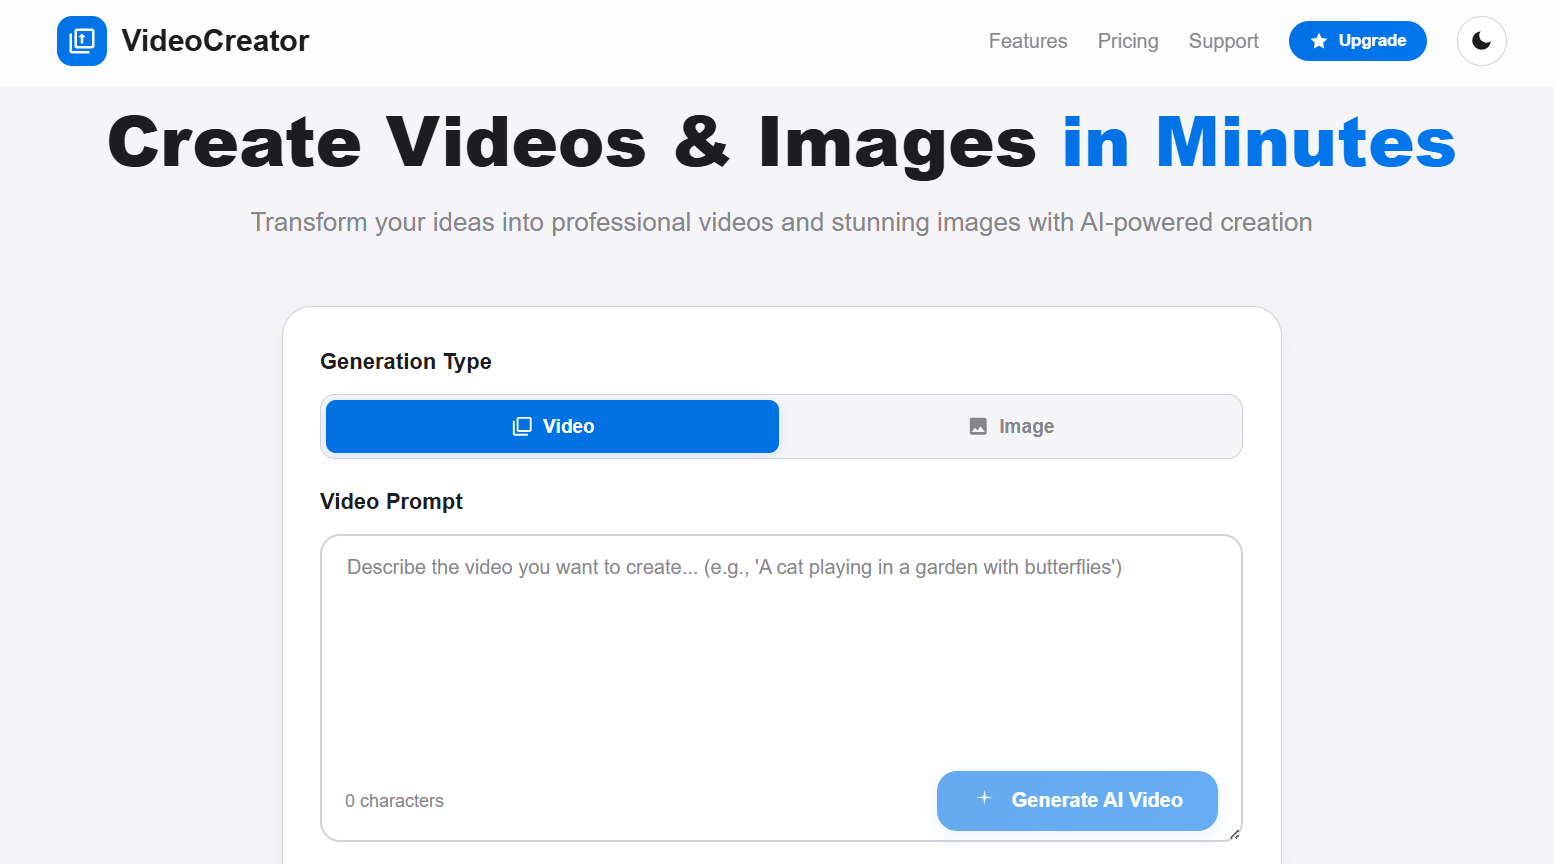 VideoCreator
Features
Pricing
Support
Upgrade
Create Videos & Images in Minutes
Transform your ideas into professional videos and stunning images with AI-powered creation
Generation Type
Video
Image
Video Prompt
Describe the video you want to create... (e.g., 'A cat playing in a garden with butterflies')
0 characters
Generate AI Video